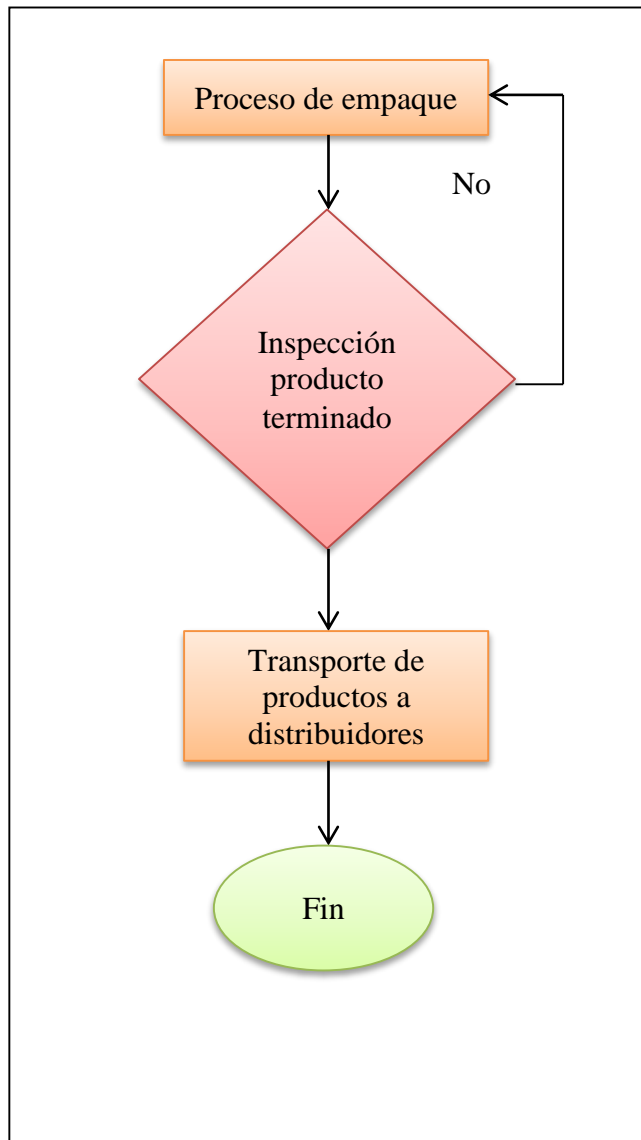 Proceso de empaque
No
Inspección
producto
terminado
Transporte de
productos a
distribuidores
Fin